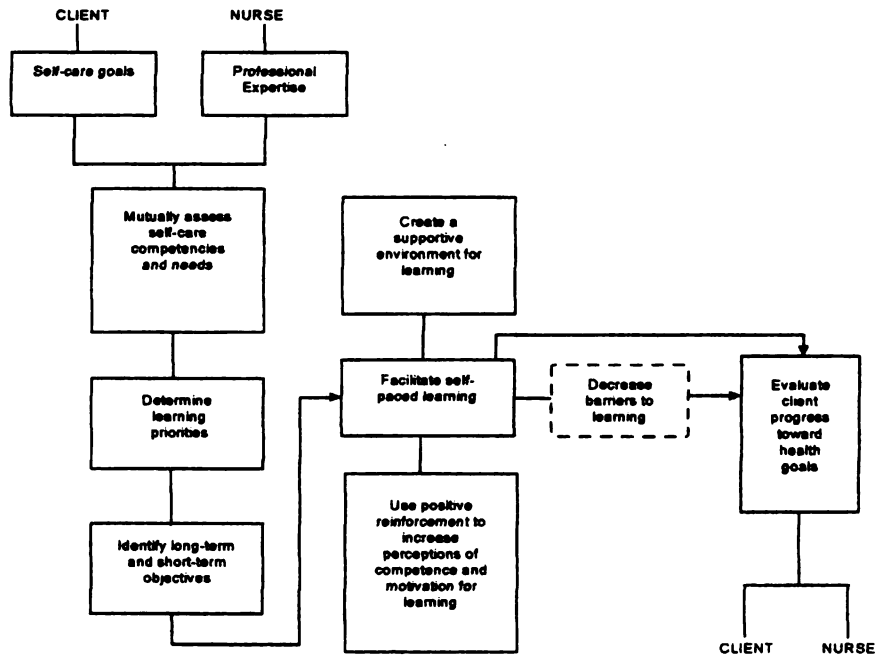 CLIENT
NURSE
Self-care goals
Professional
Expertise
Mutually assess
self-care
competencies
and needs
Determine
learning
priorities
Identify long-term
and short-term
objectives
Create a
supportive
environment for
learning
Facilitate self-
paced learning
Use positive
reinforcement to
increase
perceptions of
competence and
motivation for
learning
Decrease
barriers to
learning
Evaluate
client
progress
toward
health
goals
CLIENT
NURSE